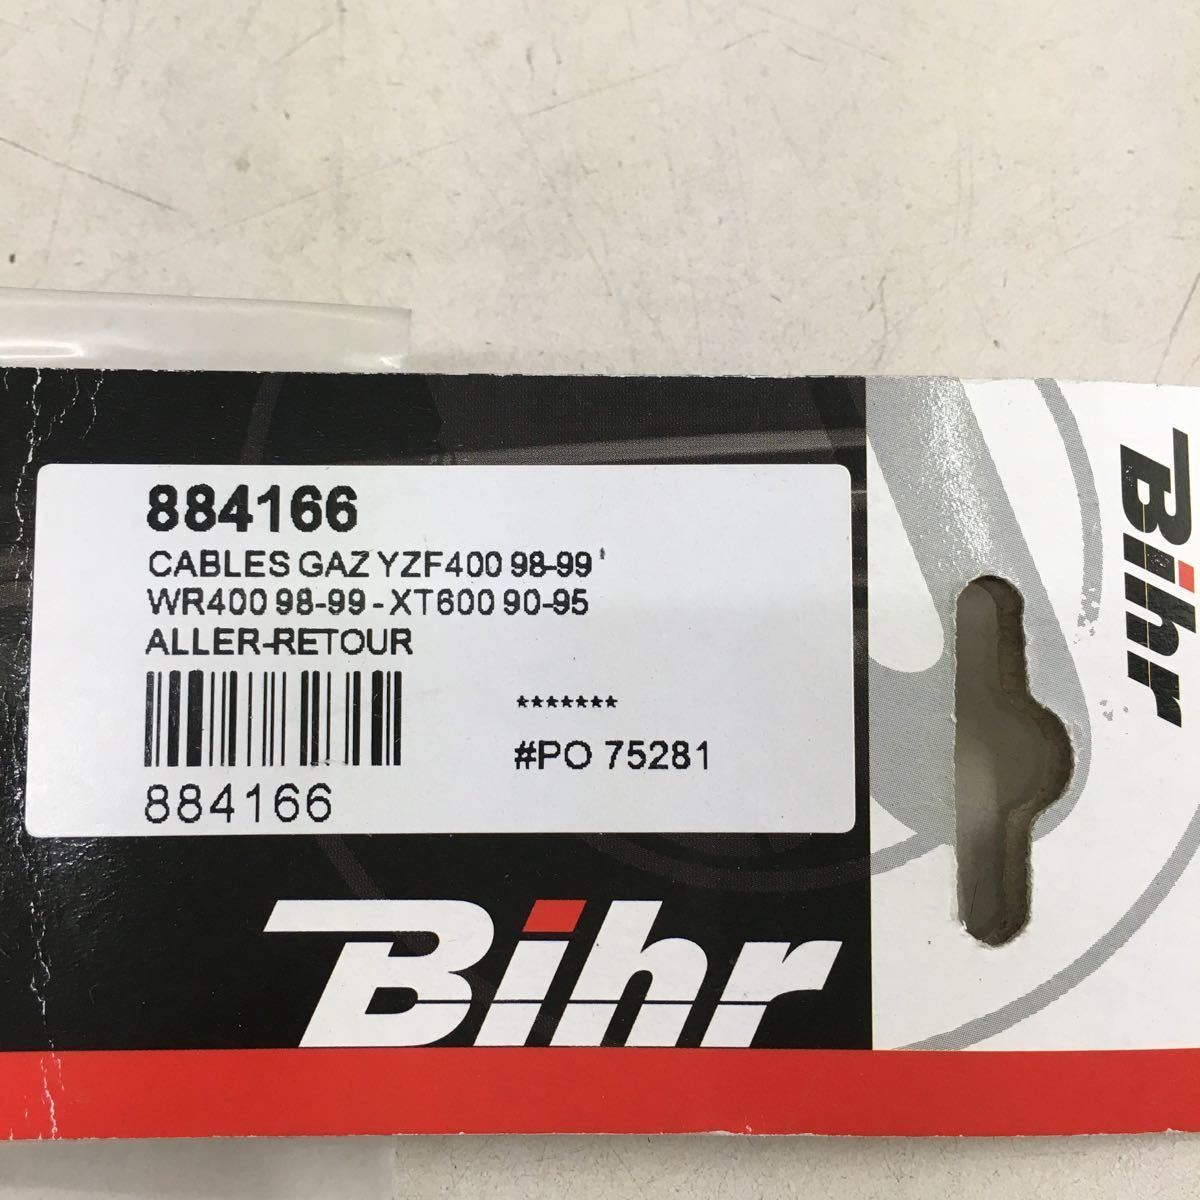 884166
CABLES GAZ YZF400 98-99'
WR400 98-99 - XT600 90-95
ALLER-RETOUR
*******
#PO 75281
884166
Bihr
Bihr